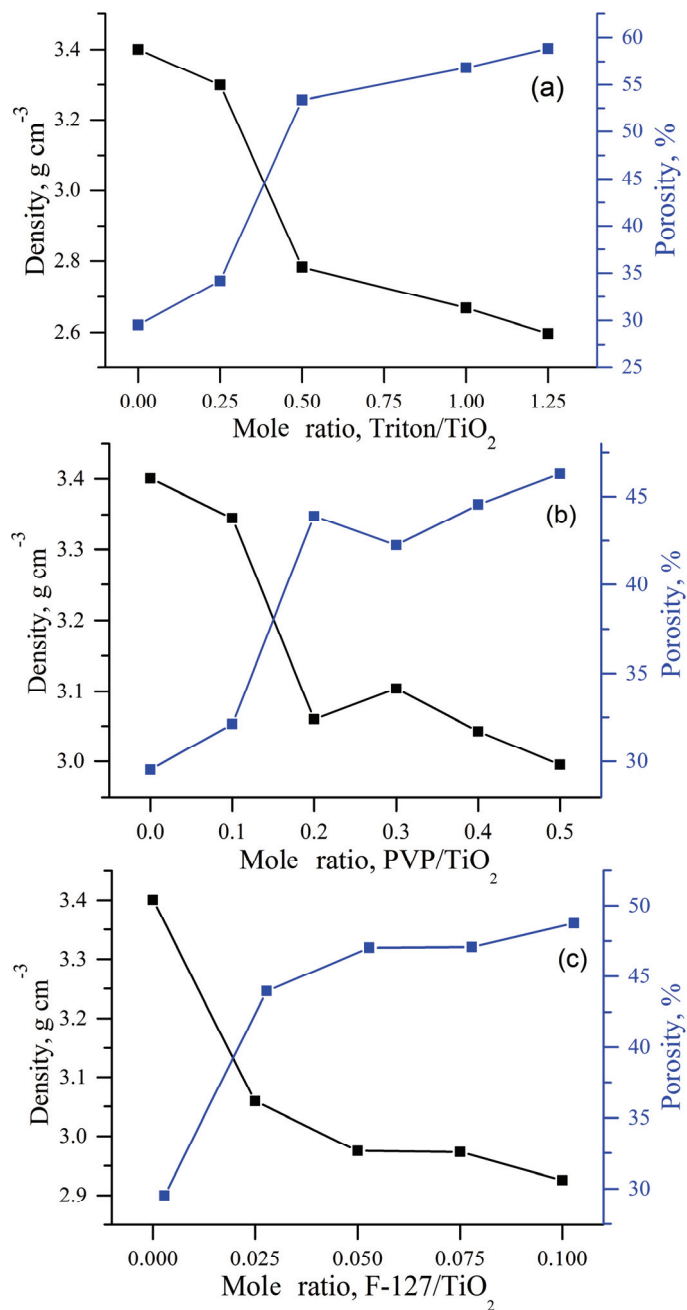 (a)
Density, g cm⁻³
3.4
3.2
3.0
2.8
2.6
Porosity, %
60
55
50
45
40
35
30
25
0.00 0.25 0.50 0.75 1.00 1.25
Mole ratio, Triton/TiO₂
(b)
Density, g cm⁻³
3.4
3.3
3.2
3.1
3.0
Porosity, %
45
40
35
30
0.0 0.1 0.2 0.3 0.4 0.5
Mole ratio, PVP/TiO₂
(c)
Density, g cm⁻³
3.4
3.3
3.2
3.1
3.0
2.9
Porosity, %
50
45
40
35
30
0.000 0.025 0.050 0.075 0.100
Mole ratio, F-127/TiO₂